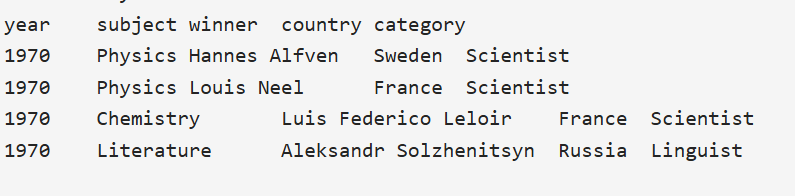 year subject winner country category
1970 Physics Hannes Alfven Sweden Scientist
1970 Physics Louis Neel France Scientist
1970 Chemistry Luis Federico Leloir France Scientist
1970 Literature Aleksandr Solzhenitsyn Russia Linguist